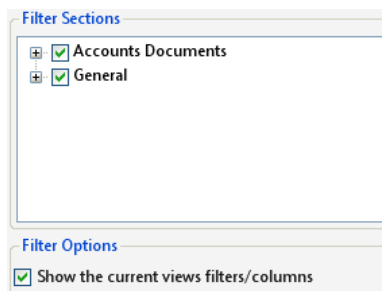 Filter Sections
Accounts Documents
General
Filter Options
Show the current views filters/columns